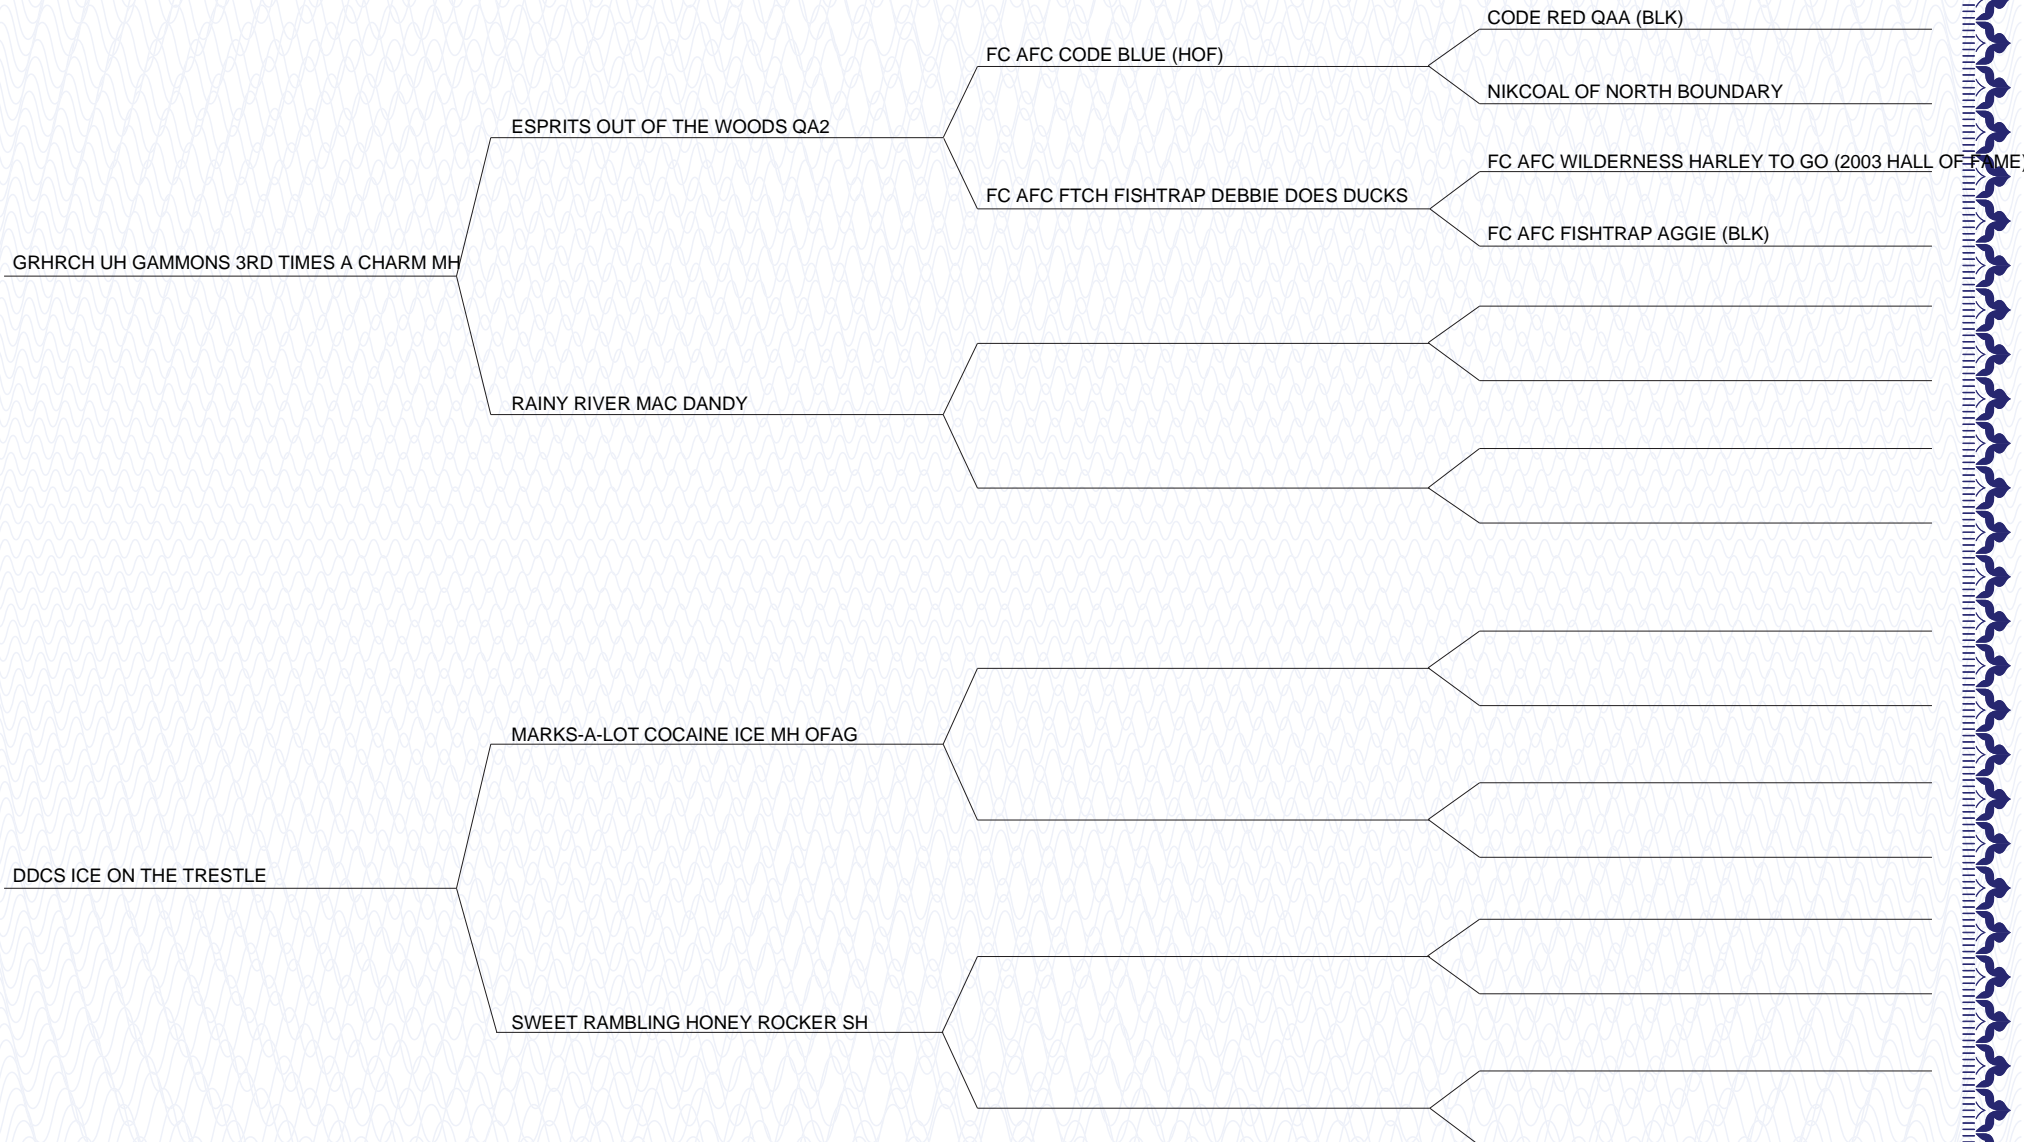 CODE RED QAA (BLK)
FC AFC CODE BLUE (HOF)
NIKCOAL OF NORTH BOUNDARY
ESPRITS OUT OF THE WOODS QA2
FC AFC WILDERNESS HARLEY TO GO (2003 HALL OF FAME)
FC AFC FTCH FISHTRAP DEBBIE DOES DUCKS
FC AFC FISHTRAP AGGIE (BLK)
GRHRCH UH GAMMONS 3RD TIMES A CHARM MH
RAINY RIVER MAC DANDY
MARKS-A-LOT COCAINE ICE MH OFAG
DDCS ICE ON THE TRESTLE
SWEET RAMBLING HONEY ROCKER SH